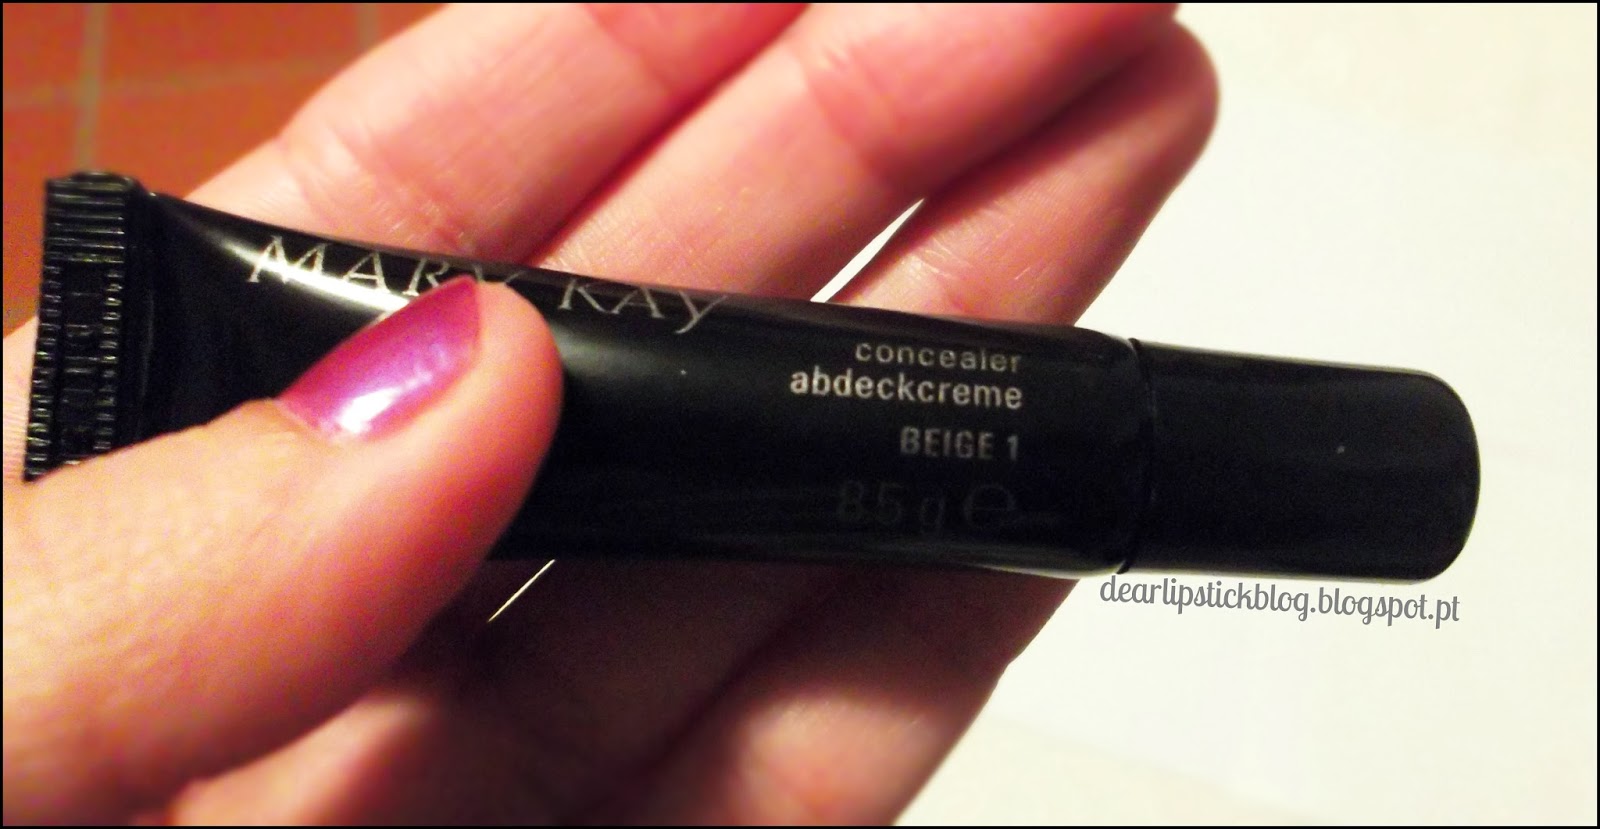 MARY KAY
concealer
abdeckcreme
BEIGE 1
8.5 g ℮
dearlipstickblog.blogspot.pt